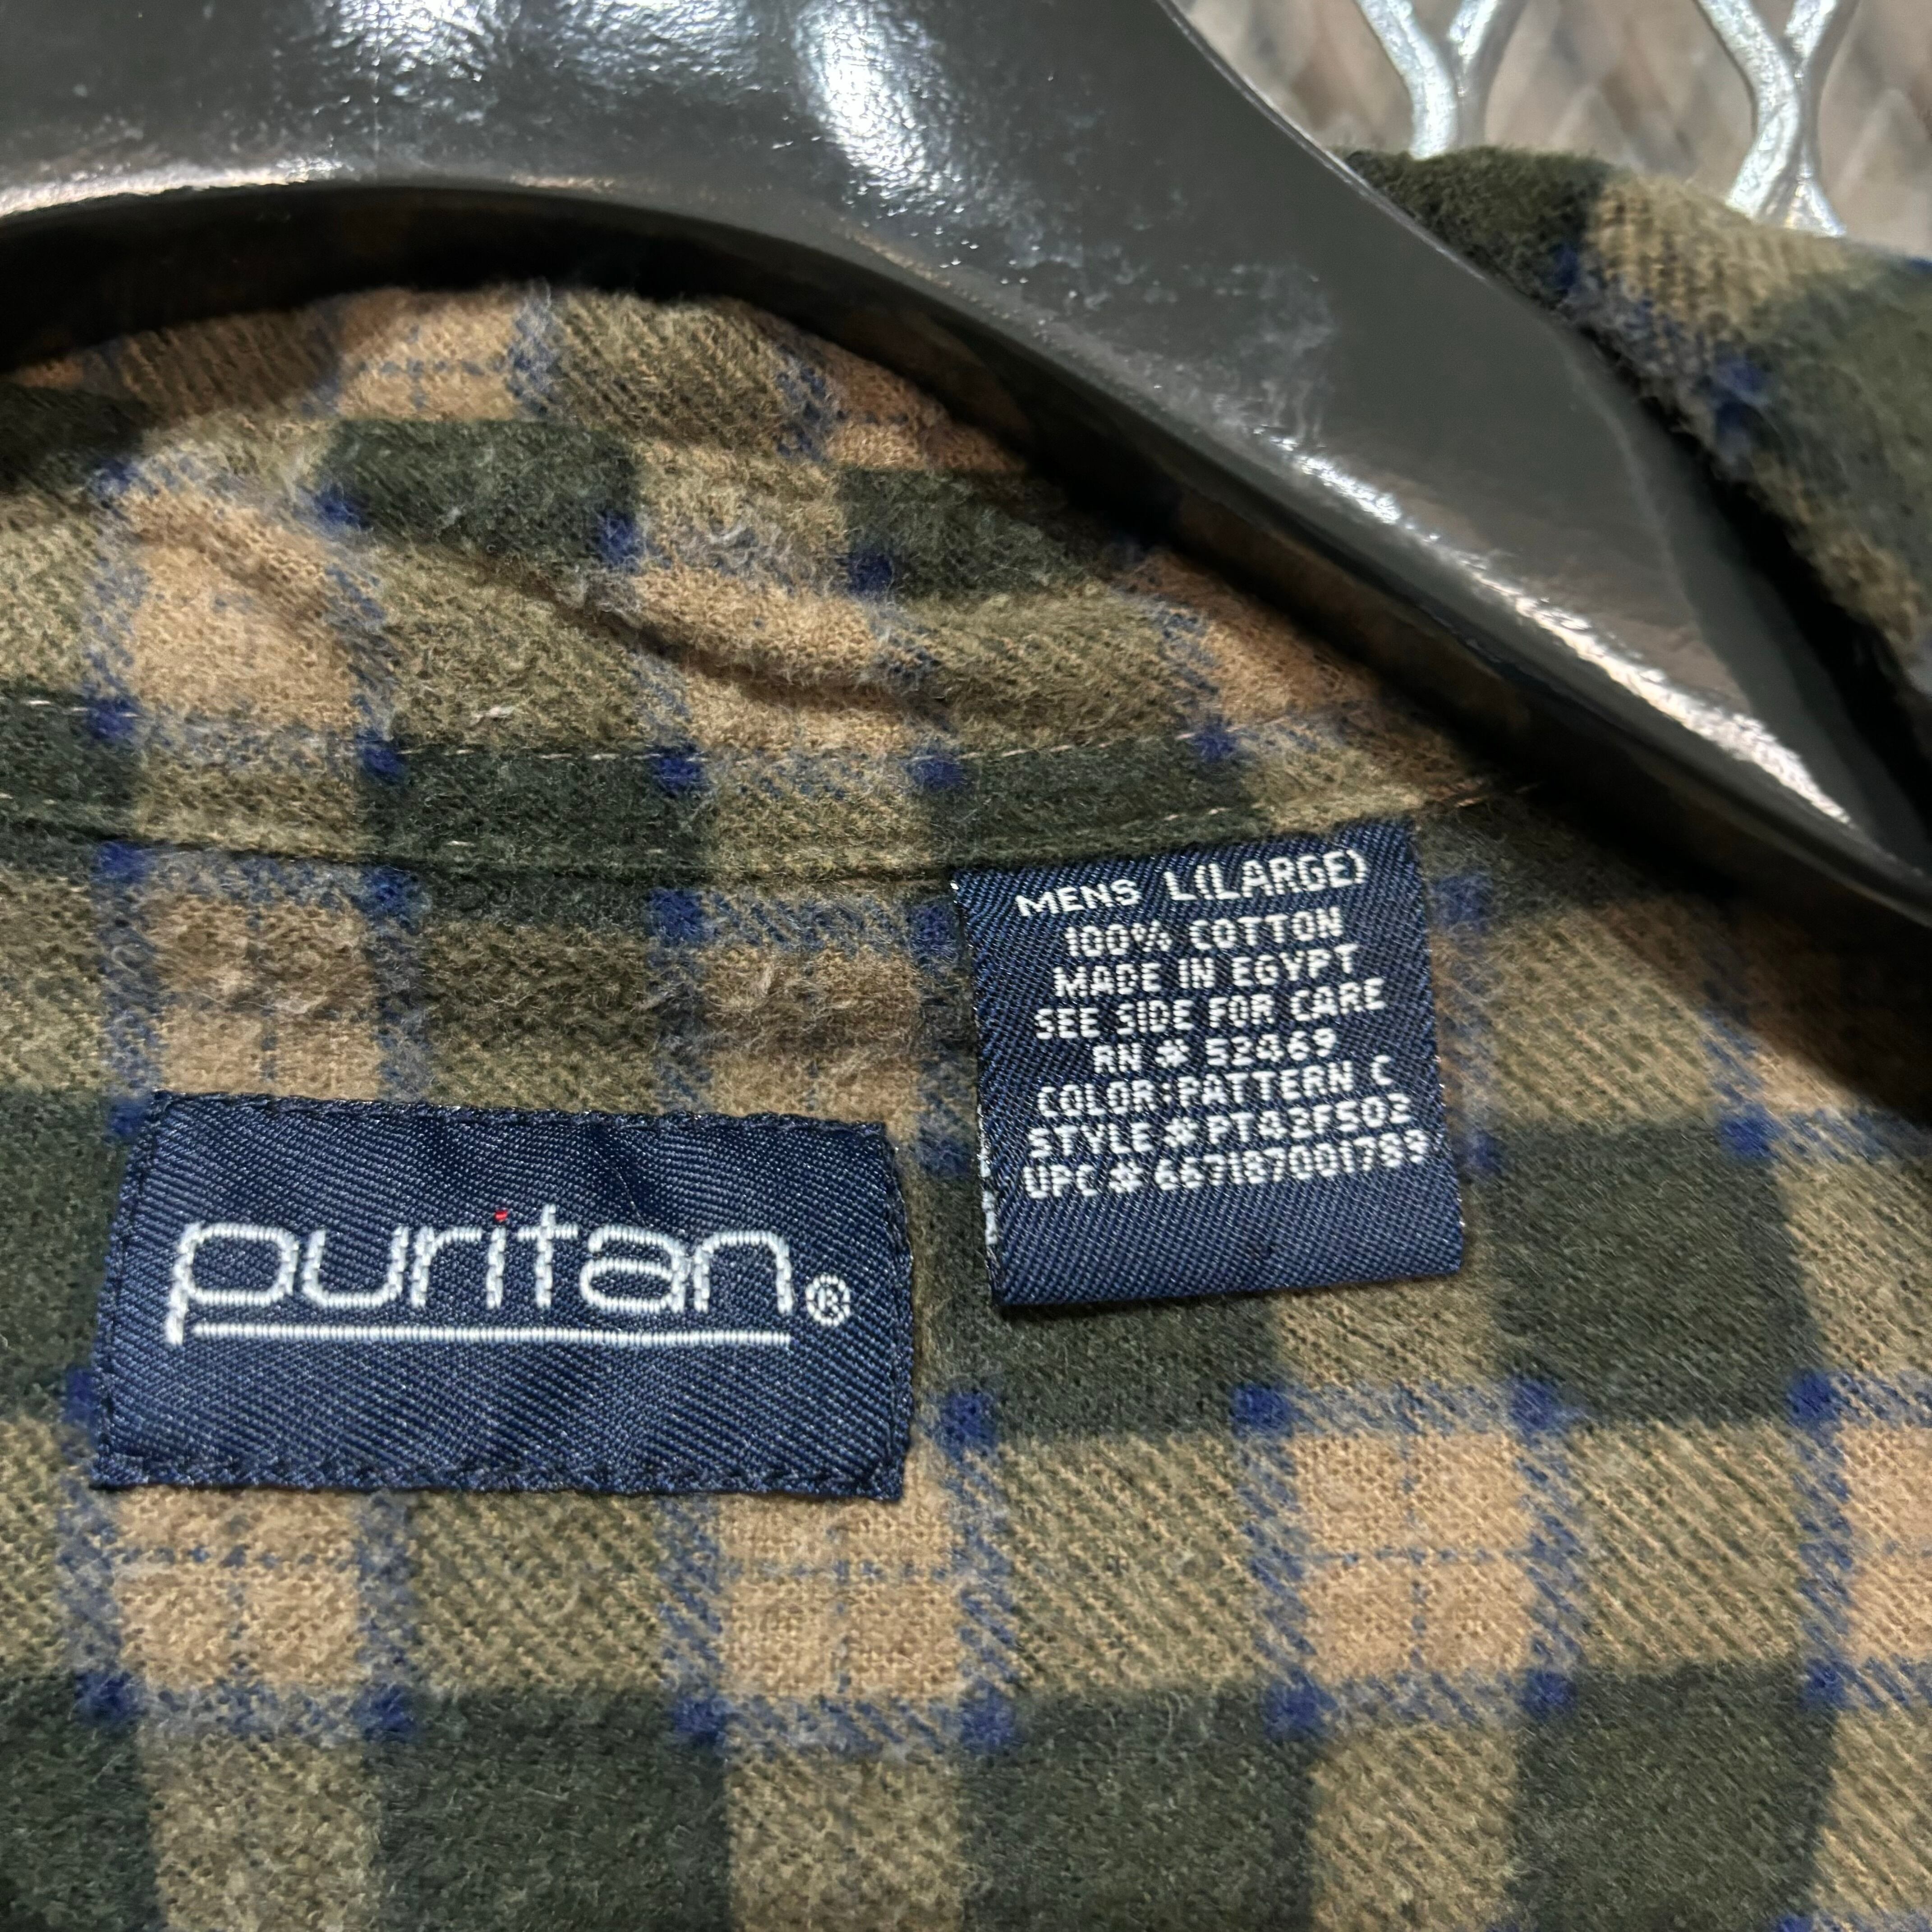 MENS L(LARGE)
100% COTTON
MADE IN EGYPT
SEE SIDE FOR CARE
RN # 52469
COLOR:PATTERN C
STYLE # PT42F502
UPC # 667187001789
puritan®